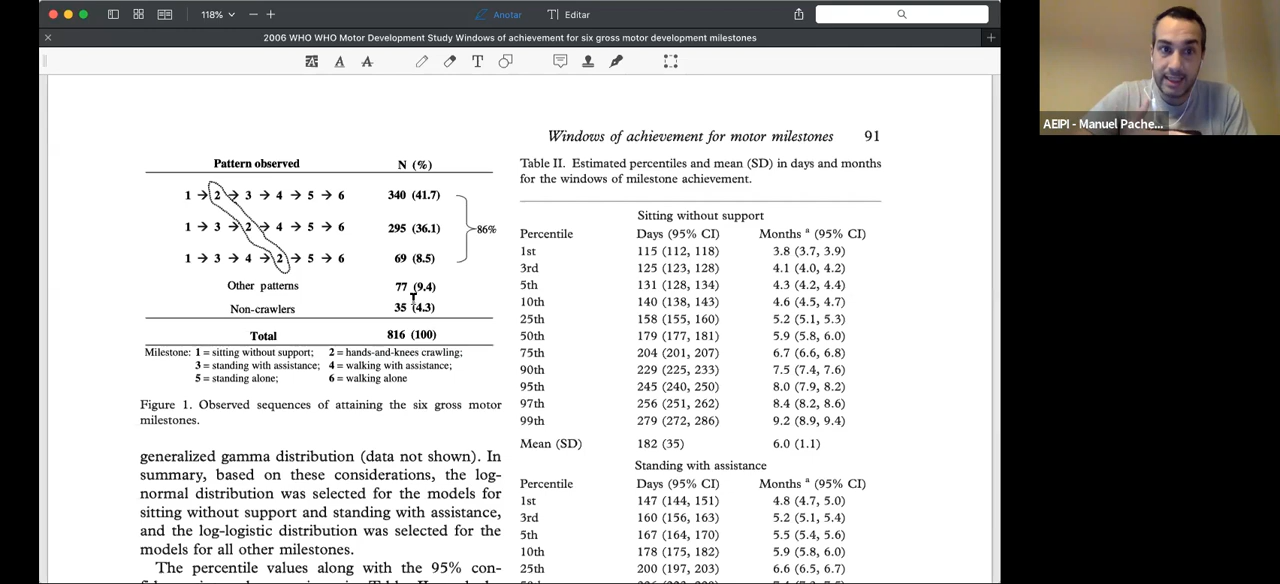 118%
Anotar
Editar
2006 WHO WHO Motor Development Study Windows of achievement for six gross motor development milestones
AEIPI - Manuel Pache...
Windows of achievement for motor milestones 91
Pattern observed N (%)
1 → 2 → 3 → 4 → 5 → 6 340 (41.7)
1 → 3 → 2 → 4 → 5 → 6 295 (36.1)
86%
1 → 3 → 4 → 2 → 5 → 6 69 (8.5)
Other patterns 77 (9.4)
Non-crawlers 35 (4.3)
Total 816 (100)
Milestone: 1 = sitting without support; 2 = hands-and-knees crawling;
3 = standing with assistance; 4 = walking with assistance;
5 = standing alone; 6 = walking alone
Figure 1. Observed sequences of attaining the six gross motor
milestones.
generalized gamma distribution (data not shown). In
summary, based on these considerations, the log-
normal distribution was selected for the models for
sitting without support and standing with assistance,
and the log-logistic distribution was selected for the
models for all other milestones.
The percentile values along with the 95% con-
Table II. Estimated percentiles and mean (SD) in days and months
for the windows of milestone achievement.
Sitting without support
Percentile Days (95% CI) Months a (95% CI)
1st 115 (112, 118) 3.8 (3.7, 3.9)
3rd 125 (123, 128) 4.1 (4.0, 4.2)
5th 131 (128, 134) 4.3 (4.2, 4.4)
10th 140 (138, 143) 4.6 (4.5, 4.7)
25th 158 (155, 160) 5.2 (5.1, 5.3)
50th 179 (177, 181) 5.9 (5.8, 6.0)
75th 204 (201, 207) 6.7 (6.6, 6.8)
90th 229 (225, 233) 7.5 (7.4, 7.6)
95th 245 (240, 250) 8.0 (7.9, 8.2)
97th 256 (251, 262) 8.4 (8.2, 8.6)
99th 279 (272, 286) 9.2 (8.9, 9.4)
Mean (SD) 182 (35) 6.0 (1.1)
Standing with assistance
Percentile Days (95% CI) Months a (95% CI)
1st 147 (144, 151) 4.8 (4.7, 5.0)
3rd 160 (156, 163) 5.2 (5.1, 5.4)
5th 167 (164, 170) 5.5 (5.4, 5.6)
10th 178 (175, 182) 5.9 (5.8, 6.0)
25th 200 (197, 203) 6.6 (6.5, 6.7)